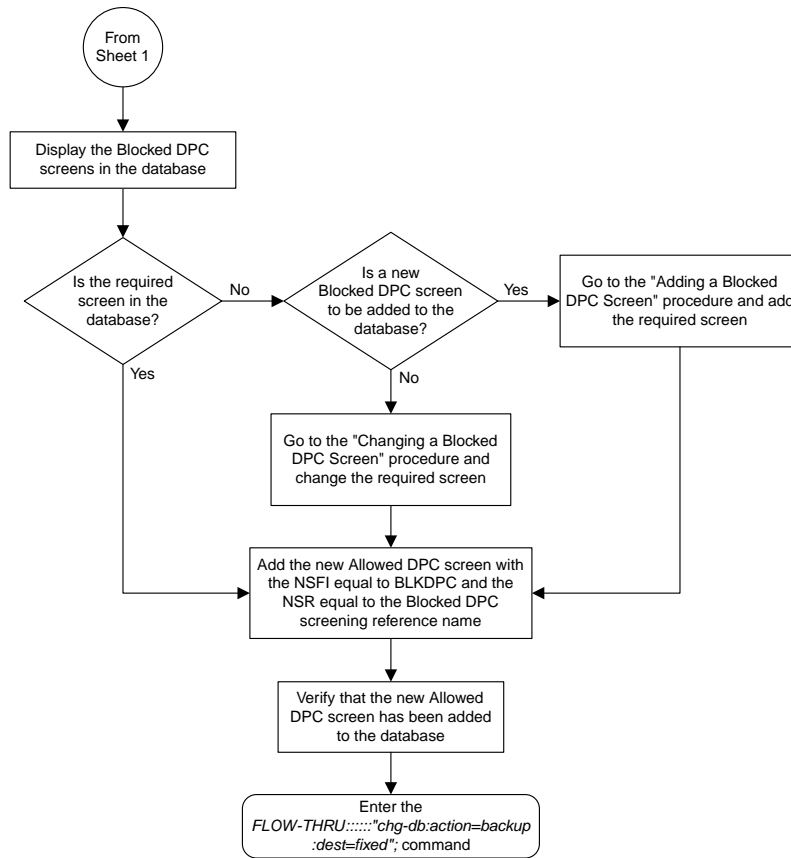 From
Sheet 1
Display the Blocked DPC
screens in the database
Is the required
screen in the
database?
No
Yes
Is a new
Blocked DPC screen
to be added to the
database?
Yes
No
Go to the "Adding a Blocked
DPC Screen" procedure and add
the required screen
Go to the "Changing a Blocked
DPC Screen" procedure and
change the required screen
Add the new Allowed DPC screen with
the NSFI equal to BLKDPC and the
NSR equal to the Blocked DPC
screening reference name
Verify that the new Allowed
DPC screen has been added
to the database
Enter the
FLOW-THRU::::::"chg-db:action=backup
:dest=fixed"; command